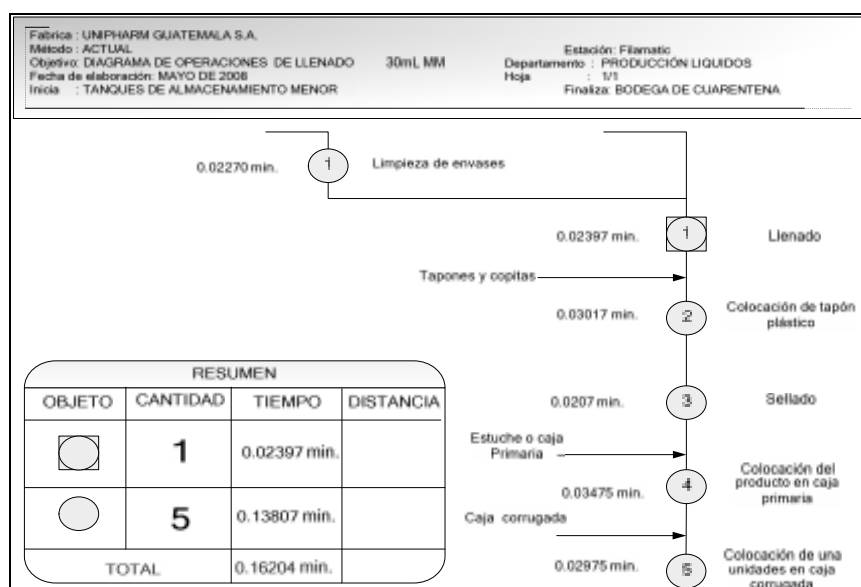 Fabrica : UNIPHARM GUATEMALA S.A.
Método : ACTUAL
Objetivo: DIAGRAMA DE OPERACIONES DE LLENADO 30mL MM
Fecha de elaboración: MAYO DE 2008
Inicia : TANQUES DE ALMACENAMIENTO MENOR
Estación: Filamatic
Departamento : PRODUCCIÓN LIQUIDOS
Hoja : 1/1
Finaliza: BODEGA DE CUARENTENA
0.02270 min. 1 Limpieza de envases
0.02397 min. 1 Llenado
Tapones y copitas
0.03017 min. 2 Colocación de tapón
plástico
0.0207 min. 3 Sellado
Estuche o caja
Primaria
0.03475 min. 4 Colocación del
producto en caja
primaria
Caja corrugada
0.02975 min. 5 Colocación de una
unidades en caja
corrugada
RESUMEN
OBJETO CANTIDAD TIEMPO DISTANCIA
1 0.02397 min.
5 0.13807 min.
TOTAL 0.16204 min.